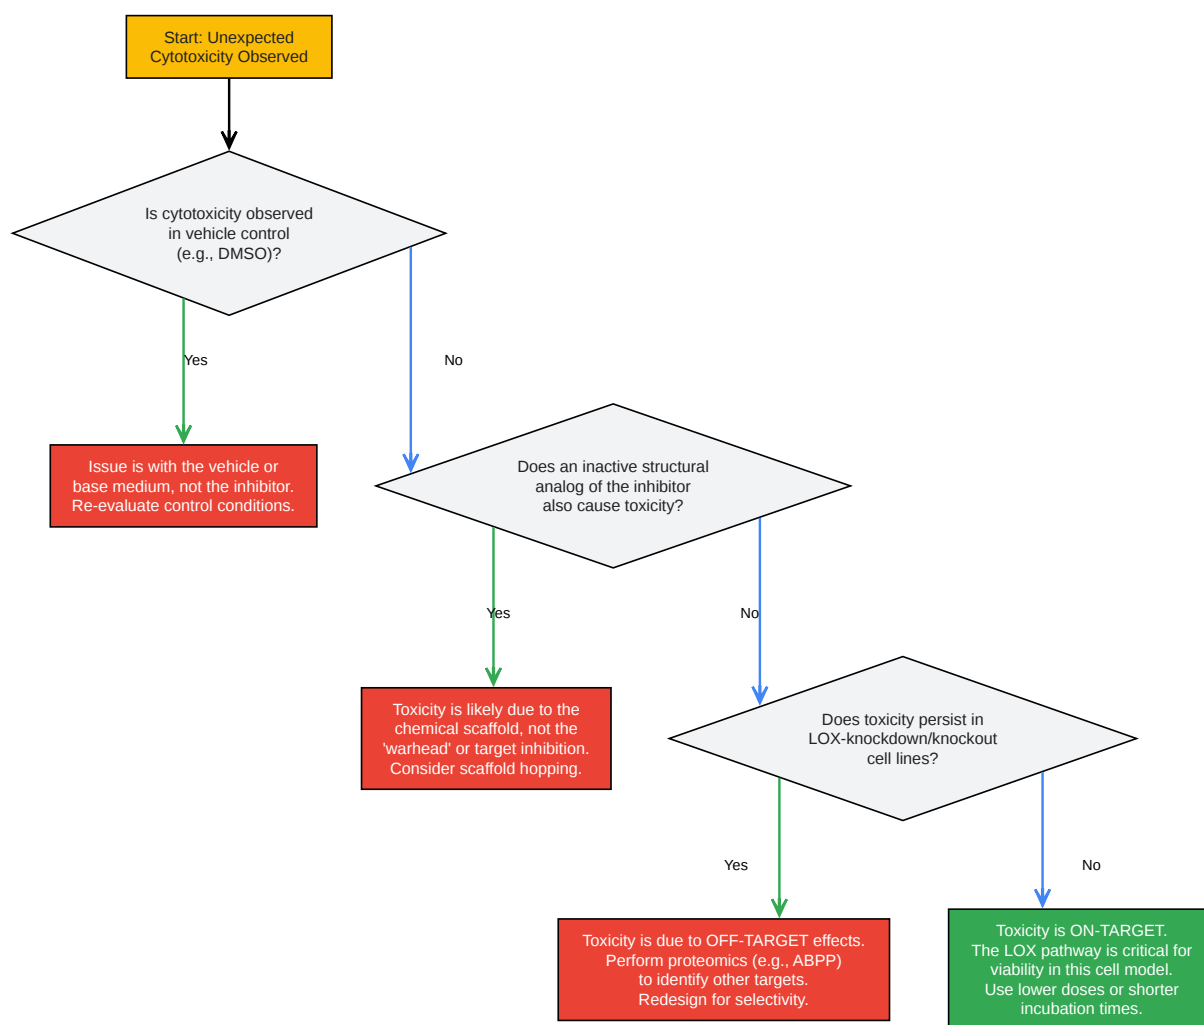 Start: Unexpected
Cytotoxicity Observed
Is cytotoxicity observed
in vehicle control
(e.g., DMSO)?
Yes
No
Issue is with the vehicle or
base medium, not the inhibitor.
Re-evaluate control conditions.
Does an inactive structural
analog of the inhibitor
also cause toxicity?
Yes
No
Toxicity is likely due to the
chemical scaffold, not the
'warhead' or target inhibition.
Consider scaffold hopping.
Does toxicity persist in
LOX-knockdown/knockout
cell lines?
Yes
No
Toxicity is due to OFF-TARGET effects.
Perform proteomics (e.g., ABPP)
to identify other targets.
Redesign for selectivity.
Toxicity is ON-TARGET.
The LOX pathway is critical for
viability in this cell model.
Use lower doses or shorter
incubation times.